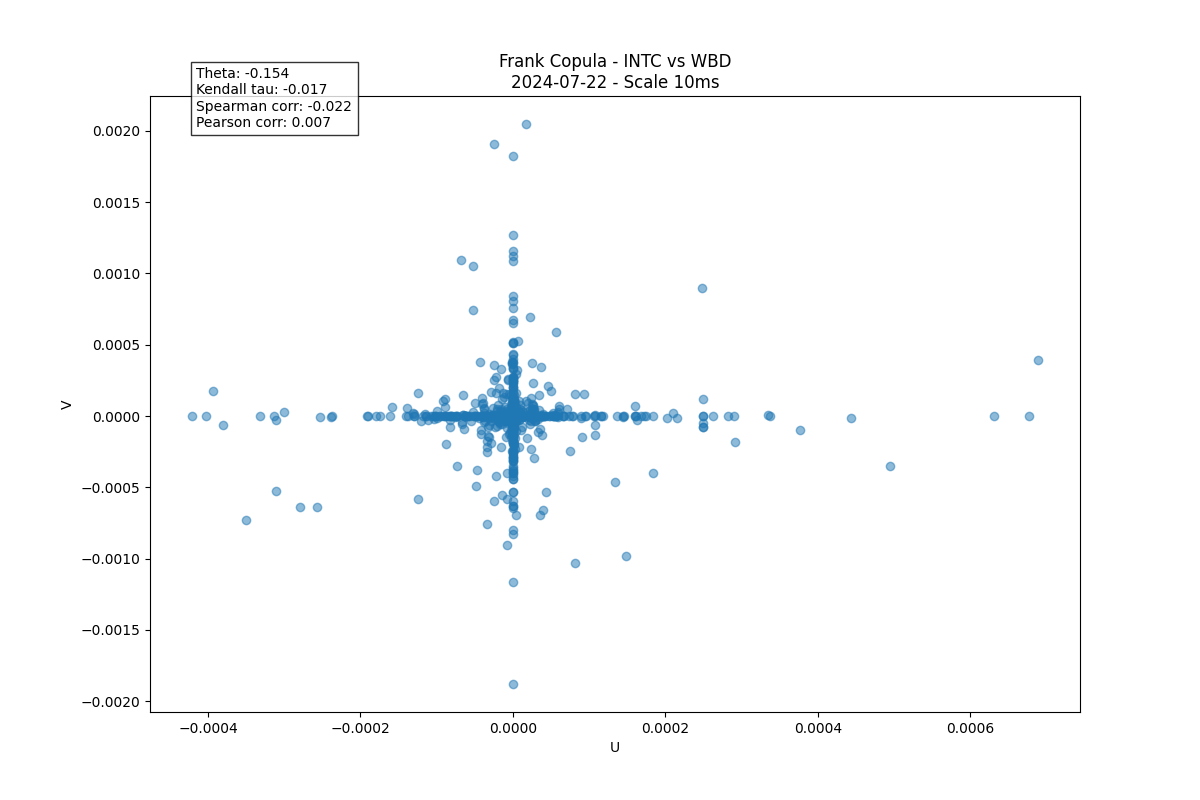 Frank Copula - INTC vs WBD
2024-07-22 - Scale 10ms
Theta: -0.154
Kendall tau: -0.017
Spearman corr: -0.022
Pearson corr: 0.007
0.0020
0.0015
0.0010
0.0005
0.0000
−0.0005
−0.0010
−0.0015
−0.0020
V
−0.0004
−0.0002
0.0000
0.0002
0.0004
0.0006
U